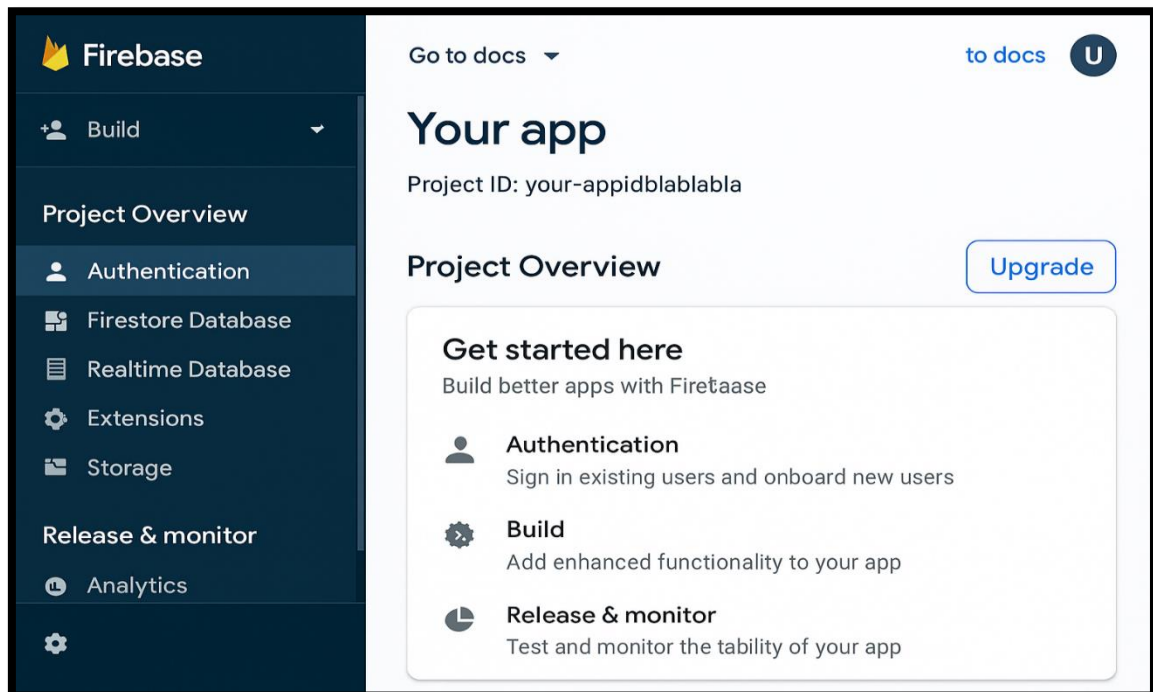 Firebase
Build
Project Overview
Authentication
Firestore Database
Realtime Database
Extensions
Storage
Release & monitor
Analytics
Go to docs
to docs
U
Your app
Project ID: your-appidblablabla
Project Overview
Upgrade
Get started here
Build better apps with Firetaase
Authentication
Sign in existing users and onboard new users
Build
Add enhanced functionality to your app
Release & monitor
Test and monitor the tability of your app